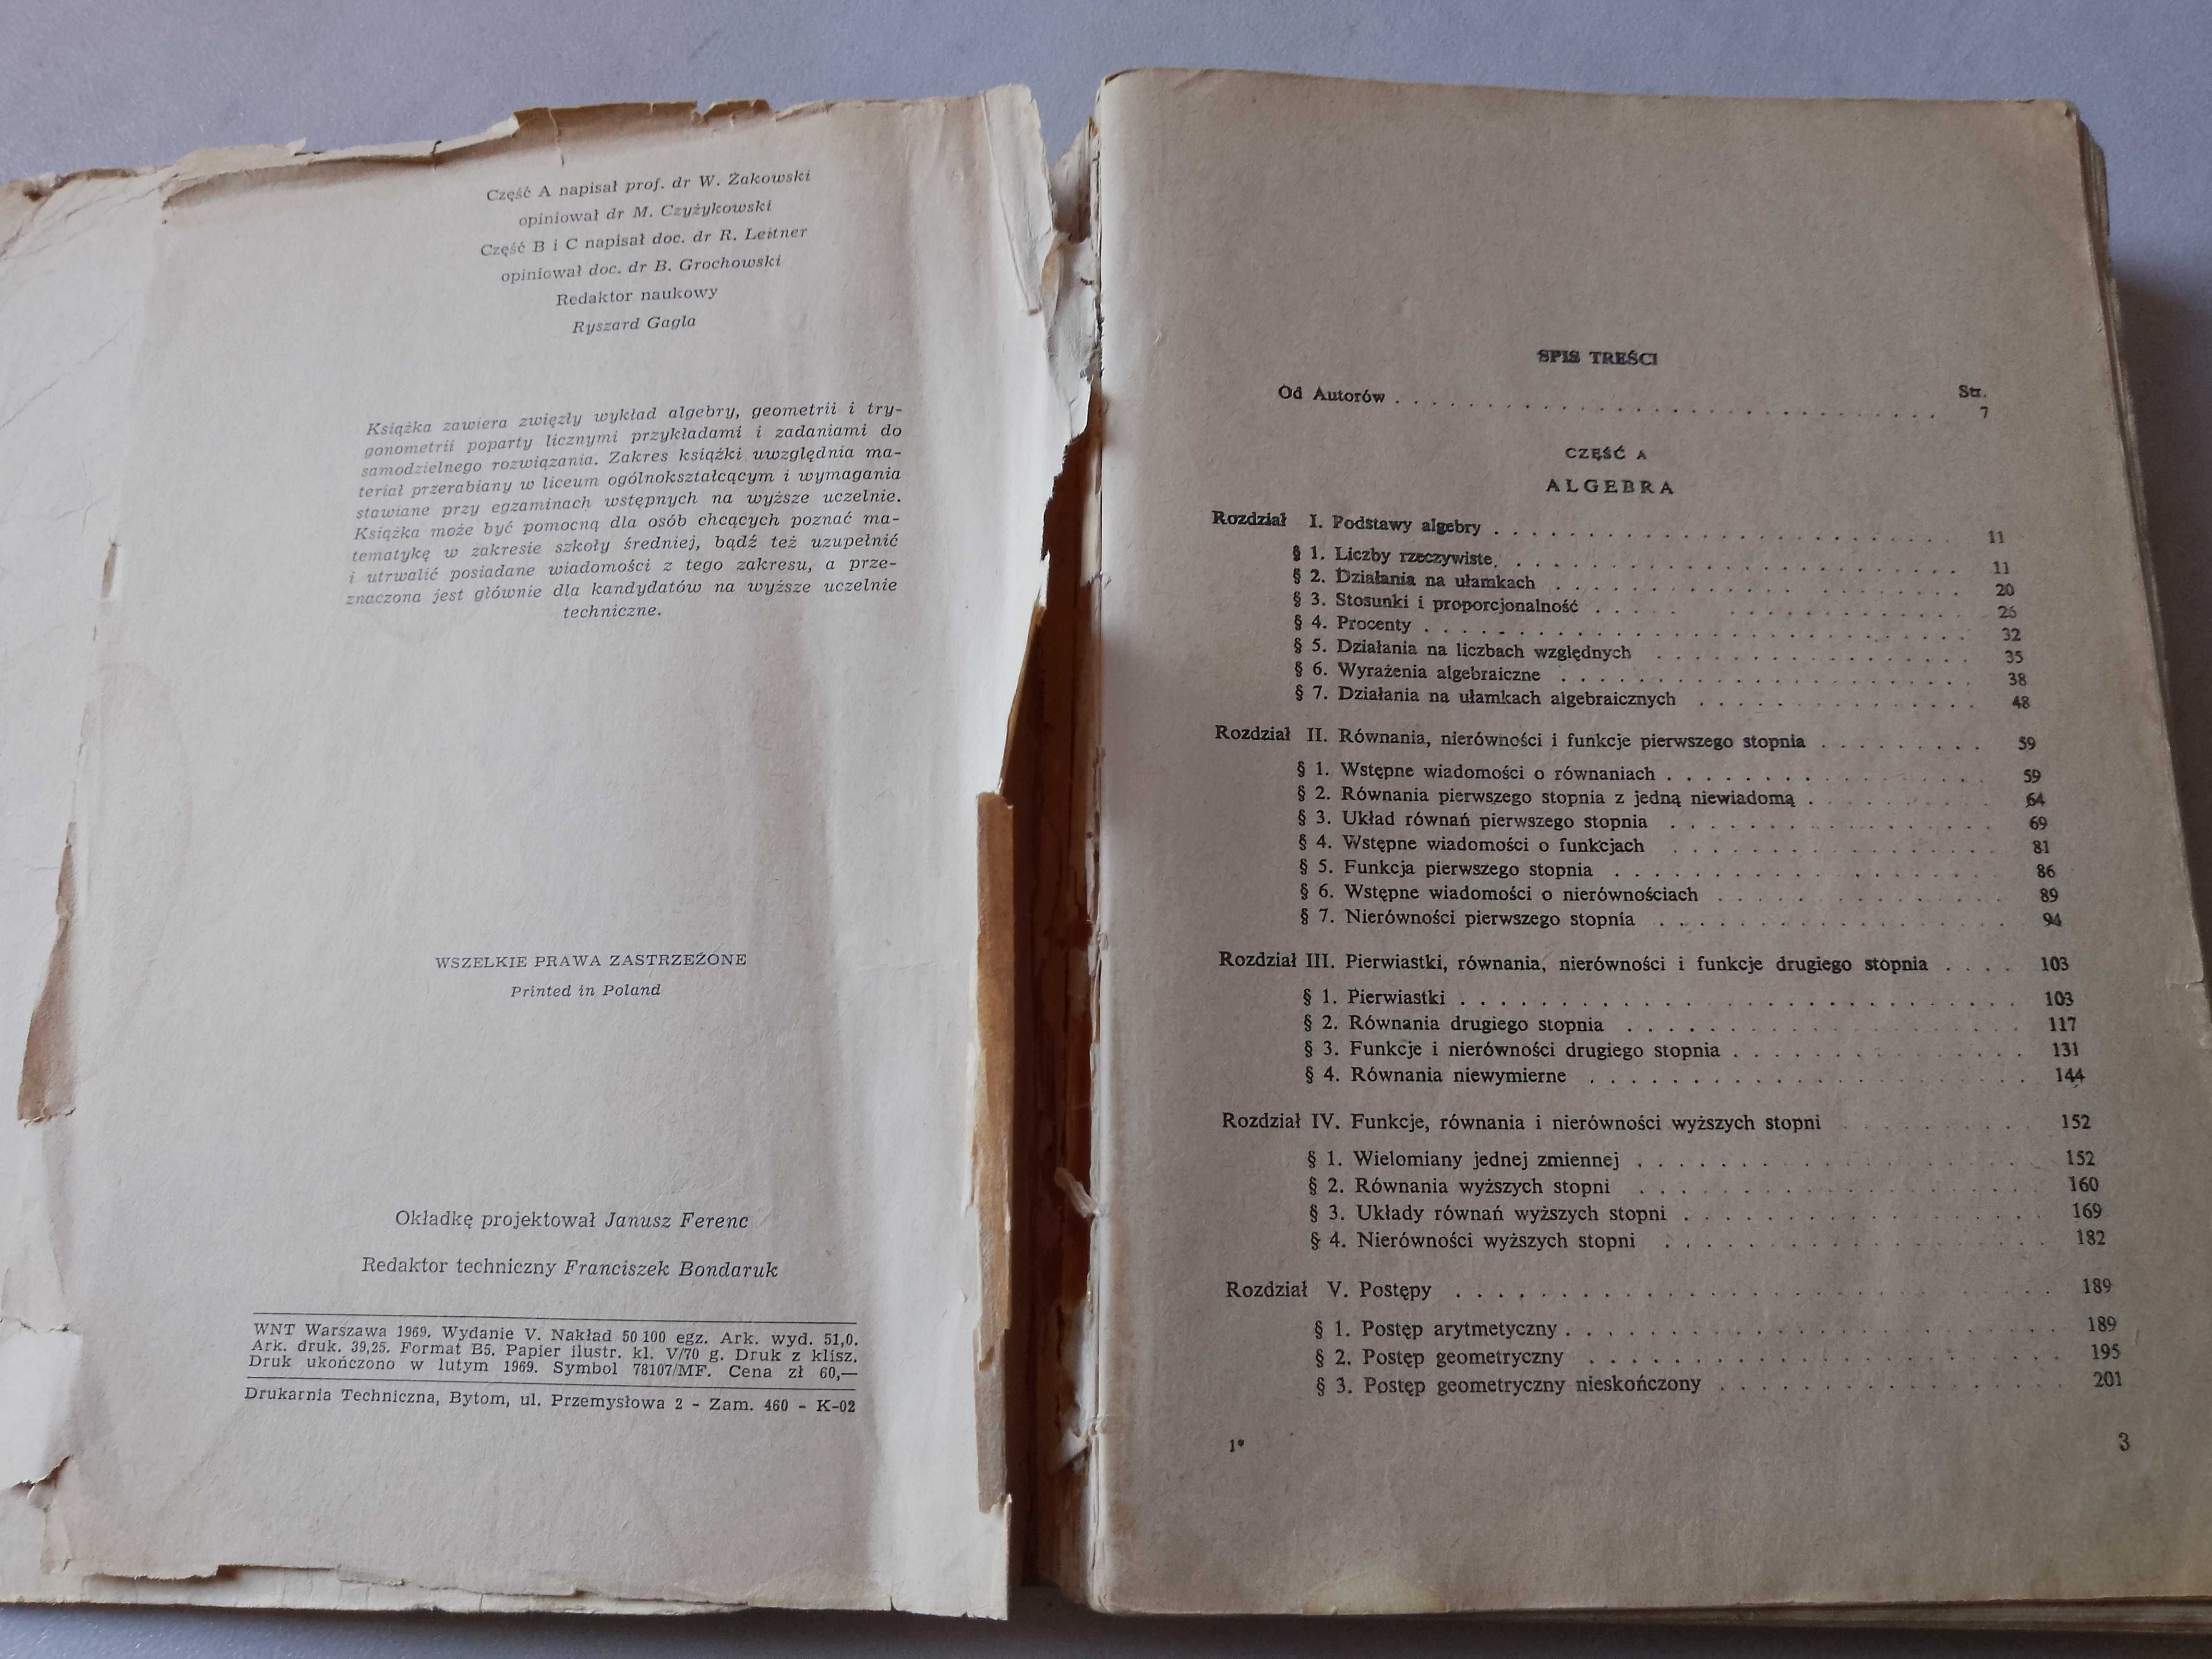 Część A napisał prof. dr W. Żakowski
opiniował dr M. Czyżykowski
Część B i C napisał doc. dr R. Leitner
opiniował doc. dr B. Grochowski
Redaktor naukowy
Ryszard Gagla
Książka zawiera zwięzły wykład algebry, geometrii i try-
gonometrii poparty licznymi przykładami i zadaniami do
samodzielnego rozwiązania. Zakres książki uwzględnia ma-
teriał przerabiany w liceum ogólnokształcącym i wymagania
stawiane przy egzaminach wstępnych na wyższe uczelnie.
Książka może być pomocną dla osób chcących poznać ma-
tematykę w zakresie szkoły średniej, bądź też uzupełnić
i utrwalić posiadane wiadomości z tego zakresu, a prze-
znaczona jest głównie dla kandydatów na wyższe uczelnie
techniczne.
WSZELKIE PRAWA ZASTRZEŻONE
Printed in Poland
Okładkę projektował Janusz Ferenc
Redaktor techniczny Franciszek Bondaruk
WNT Warszawa 1969. Wydanie V. Nakład 50 100 egz. Ark. wyd. 51,0.
Ark. druk. 39,25. Format B5. Papier ilustr. kl. V/70 g. Druk z klisz.
Druk ukończono w lutym 1969. Symbol 78107/MF. Cena zł 60,—
Drukarnia Techniczna, Bytom, ul. Przemysłowa 2 - Zam. 460 - K-02
SPIS TREŚCI
Str.
Od Autorów . . . . . . . . . . 7
CZĘŚĆ A
ALGEBRA
Rozdział I. Podstawy algebry . . . . . . . . . . 11
§ 1. Liczby rzeczywiste. . . . . . . . . . 11
§ 2. Działania na ułamkach . . . . . . . . . . 20
§ 3. Stosunki i proporcjonalność . . . . . . . . . . 26
§ 4. Procenty . . . . . . . . . . 32
§ 5. Działania na liczbach względnych . . . . . . . . . . 35
§ 6. Wyrażenia algebraiczne . . . . . . . . . . 38
§ 7. Działania na ułamkach algebraicznych . . . . . . . . . . 48
Rozdział II. Równania, nierówności i funkcje pierwszego stopnia . . . . . . . . . 59
§ 1. Wstępne wiadomości o równaniach . . . . . . . . . . 59
§ 2. Równania pierwszego stopnia z jedną niewiadomą . . . . . . . . . 64
§ 3. Układ równań pierwszego stopnia . . . . . . . . . . 69
§ 4. Wstępne wiadomości o funkcjach . . . . . . . . . . 81
§ 5. Funkcja pierwszego stopnia . . . . . . . . . . 86
§ 6. Wstępne wiadomości o nierównościach . . . . . . . . . . 89
§ 7. Nierówności pierwszego stopnia . . . . . . . . . . 94
Rozdział III. Pierwiastki, równania, nierówności i funkcje drugiego stopnia . . . . 103
§ 1. Pierwiastki . . . . . . . . . . 103
§ 2. Równania drugiego stopnia . . . . . . . . . . 117
§ 3. Funkcje i nierówności drugiego stopnia . . . . . . . . . . 131
§ 4. Równania niewymierne . . . . . . . . . . 144
Rozdział IV. Funkcje, równania i nierówności wyższych stopni . . . . . . . . . 152
§ 1. Wielomiany jednej zmiennej . . . . . . . . . . 152
§ 2. Równania wyższych stopni . . . . . . . . . . 160
§ 3. Układy równań wyższych stopni . . . . . . . . . . 169
§ 4. Nierówności wyższych stopni . . . . . . . . . . 182
Rozdział V. Postępy . . . . . . . . . . 189
§ 1. Postęp arytmetyczny . . . . . . . . . . 189
§ 2. Postęp geometryczny . . . . . . . . . . 195
§ 3. Postęp geometryczny nieskończony . . . . . . . . . . 201
1*
3